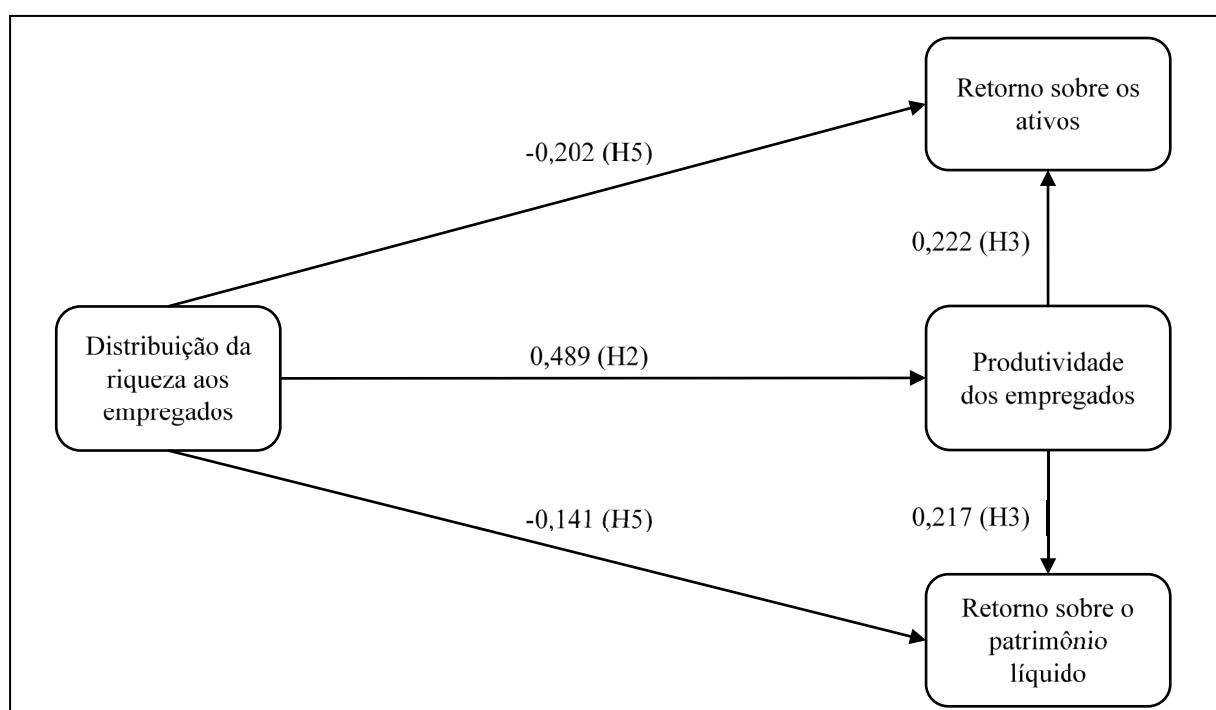 Retorno sobre os
ativos
-0,202 (H5)
0,222 (H3)
Distribuição da
riqueza aos
empregados
0,489 (H2)
Produtividade
dos empregados
-0,141 (H5)
0,217 (H3)
Retorno sobre o
patrimônio
líquido